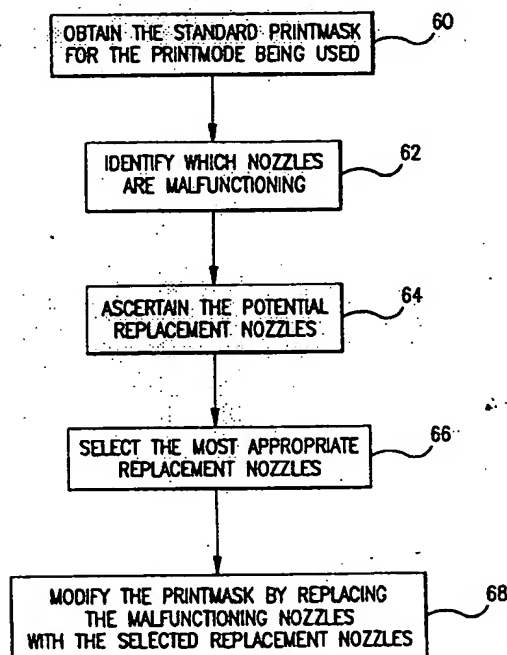 OBTAIN THE STANDARD PRINTMASK
FOR THE PRINTMODE BEING USED
60
IDENTIFY WHICH NOZZLES
ARE MALFUNCTIONING
62
ASCERTAIN THE POTENTIAL
REPLACEMENT NOZZLES
64
SELECT THE MOST APPROPRIATE
REPLACEMENT NOZZLES
66
MODIFY THE PRINTMASK BY REPLACING
THE MALFUNCTIONING NOZZLES
WITH THE SELECTED REPLACEMENT NOZZLES
68